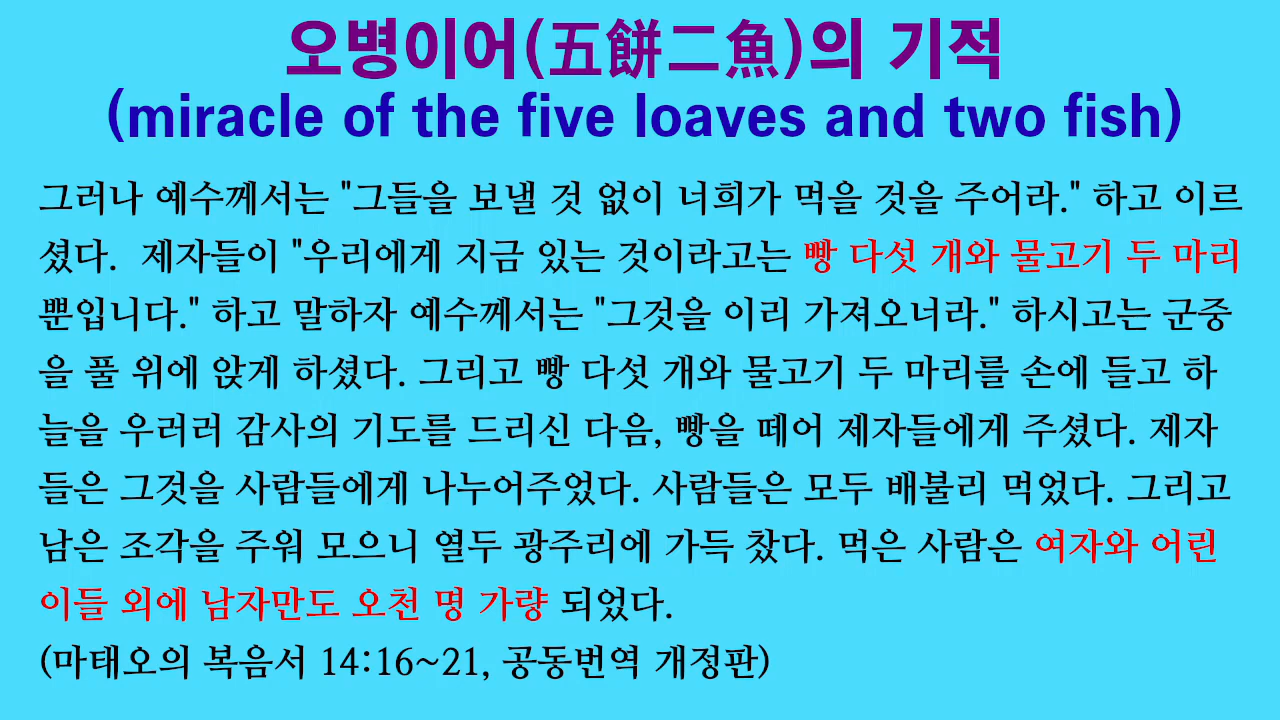 오병이어(五餠二魚)의 기적
(miracle of the five loaves and two fish)
그러나 예수께서는 "그들을 보낼 것 없이 너희가 먹을 것을 주어라." 하고 이르
셨다.  제자들이 "우리에게 지금 있는 것이라고는 빵 다섯 개와 물고기 두 마리
뿐입니다." 하고 말하자 예수께서는 "그것을 이리 가져오너라." 하시고는 군중
을 풀 위에 앉게 하셨다. 그리고 빵 다섯 개와 물고기 두 마리를 손에 들고 하
늘을 우러러 감사의 기도를 드리신 다음, 빵을 떼어 제자들에게 주셨다. 제자
들은 그것을 사람들에게 나누어주었다. 사람들은 모두 배불리 먹었다. 그리고
남은 조각을 주워 모으니 열두 광주리에 가득 찼다. 먹은 사람은 여자와 어린
이들 외에 남자만도 오천 명 가량 되었다.
(마태오의 복음서 14:16~21, 공동번역 개정판)